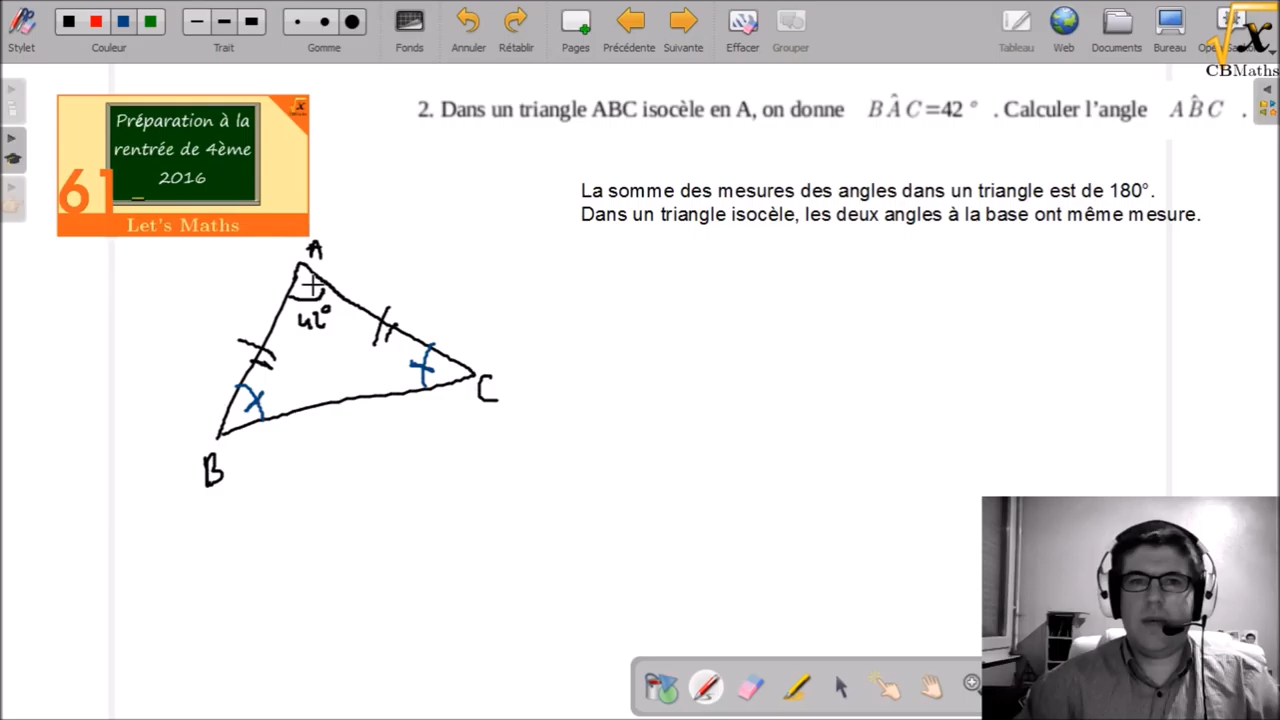 Stylet
Couleur
Trait
Gomme
Fonds
Annuler
Rétablir
Pages
Précédente
Suivante
Effacer
Grouper
Tableau
Web
Documents
Bureau
√x
CBMaths
Préparation à la
rentrée de 4ème
2016
61
Let's Maths
2. Dans un triangle ABC isocèle en A, on donne BÂC=42 ° . Calculer l'angle AB̂C .
La somme des mesures des angles dans un triangle est de 180°.
Dans un triangle isocèle, les deux angles à la base ont même mesure.
A
42°
C
B